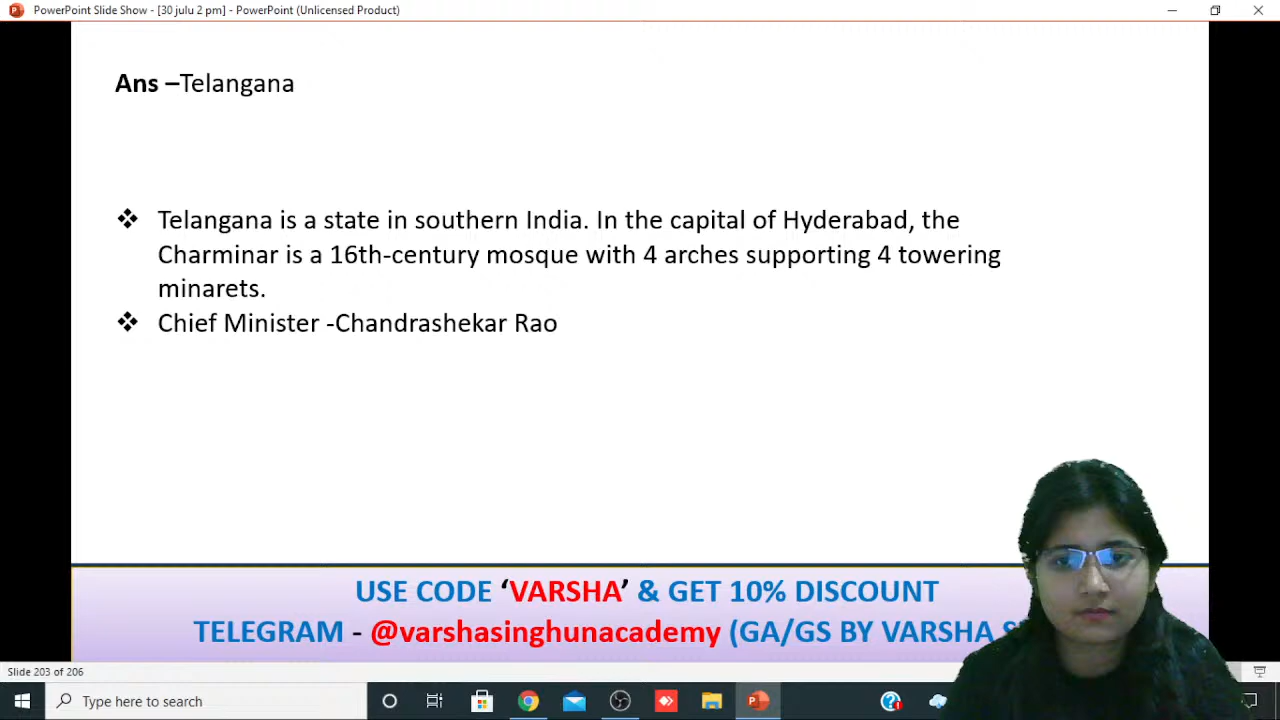 PowerPoint Slide Show - [30 julu 2 pm] - PowerPoint (Unlicensed Product)
Ans –Telangana
❖ Telangana is a state in southern India. In the capital of Hyderabad, the
Charminar is a 16th-century mosque with 4 arches supporting 4 towering
minarets.
❖ Chief Minister -Chandrashekar Rao
USE CODE ‘VARSHA’ & GET 10% DISCOUNT
TELEGRAM - @varshasinghunacademy (GA/GS BY VARSHA
Slide 203 of 206
Type here to search